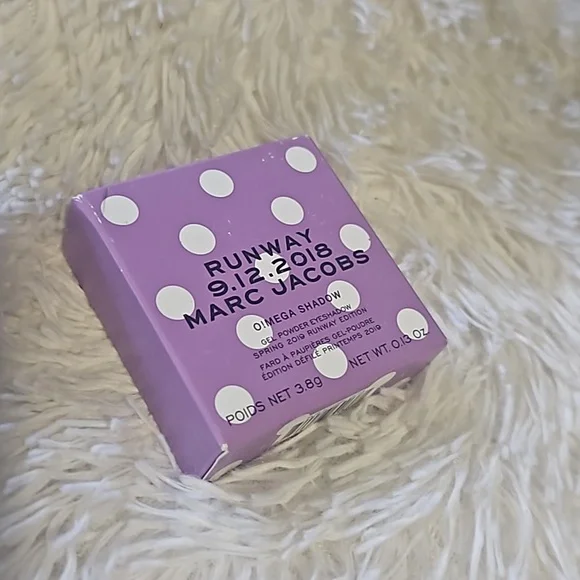 RUNWAY
9.12.2018
MARC JACOBS
O!MEGA SHADOW
GEL POWDER EYESHADOW
SPRING 2019 RUNWAY EDITION
FARD À PAUPIÈRES GEL-POUDRE
ÉDITION DÉFILÉ PRINTEMPS 2019
POIDS NET 3.8g NET WT. 0.13 Oz